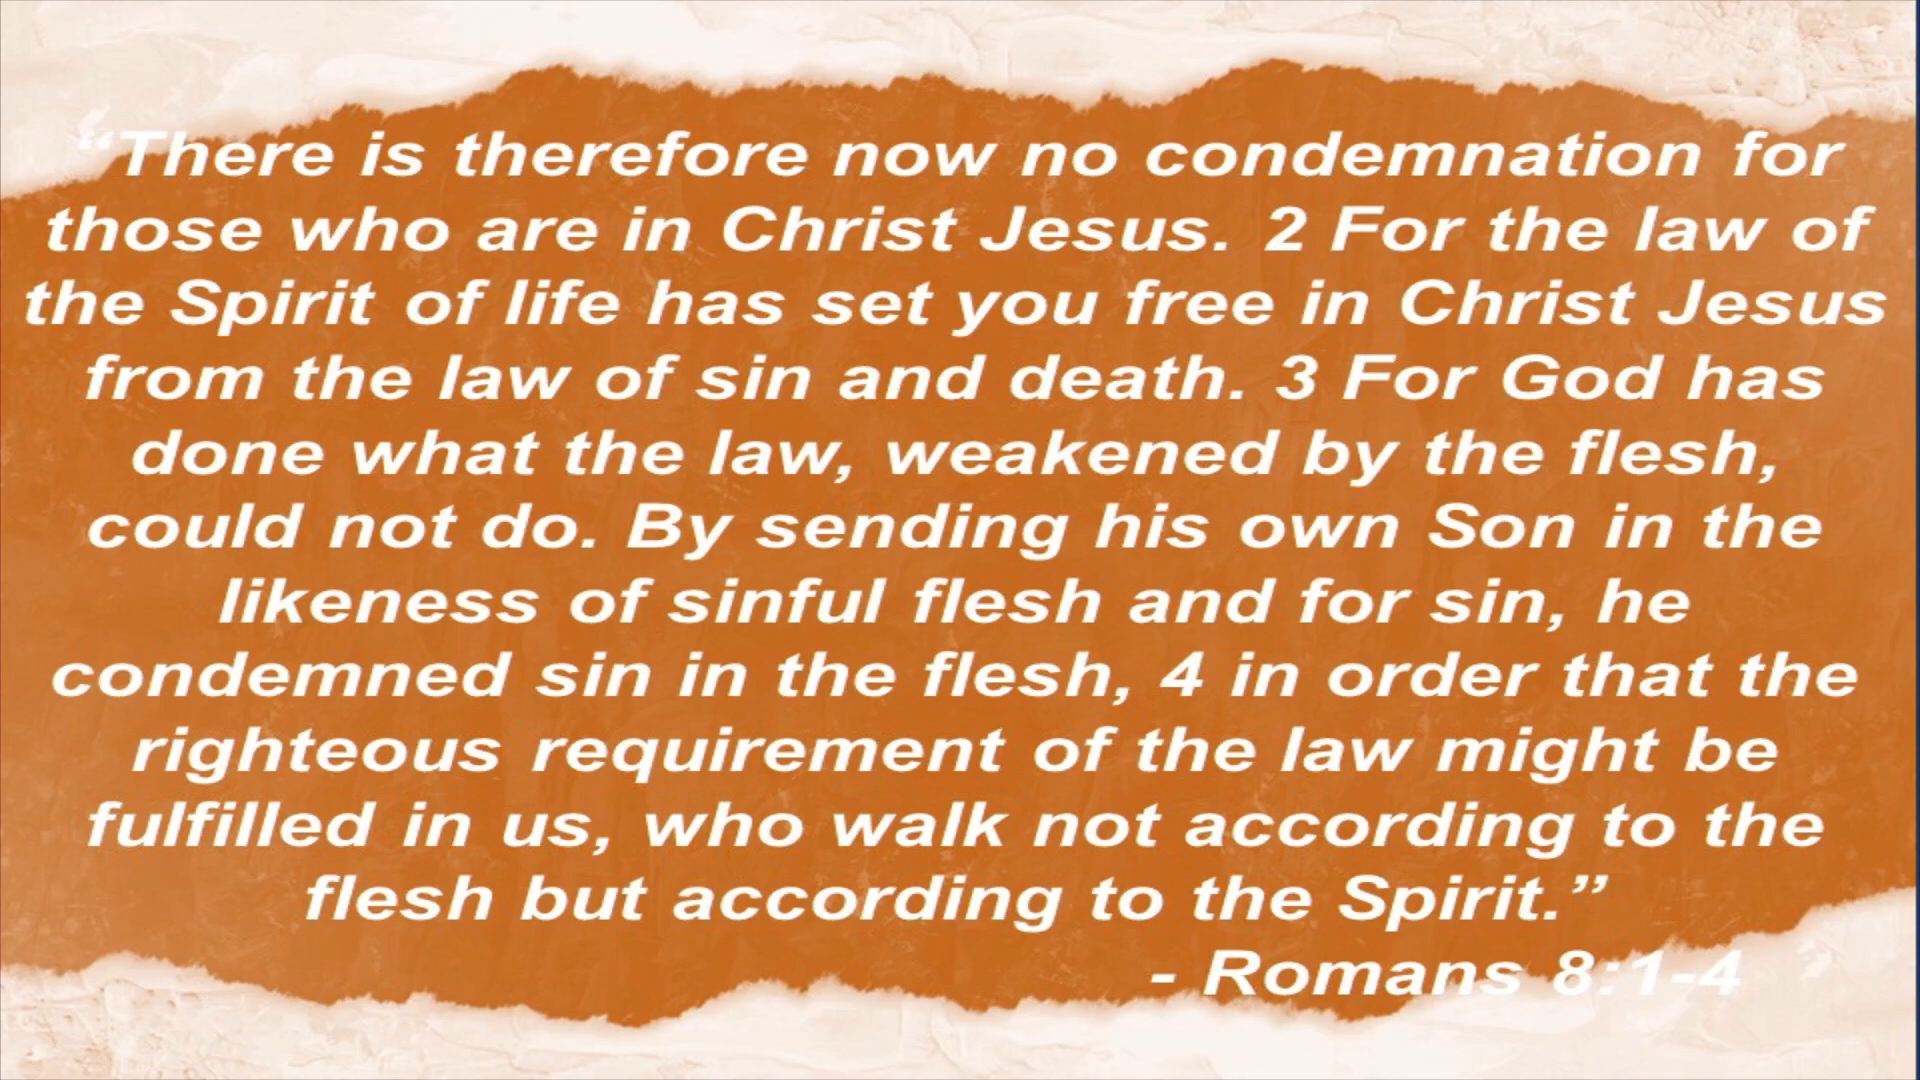 “There is therefore now no condemnation for
those who are in Christ Jesus. 2 For the law of
the Spirit of life has set you free in Christ Jesus
from the law of sin and death. 3 For God has
done what the law, weakened by the flesh,
could not do. By sending his own Son in the
likeness of sinful flesh and for sin, he
condemned sin in the flesh, 4 in order that the
righteous requirement of the law might be
fulfilled in us, who walk not according to the
flesh but according to the Spirit.”
- Romans 8:1-4